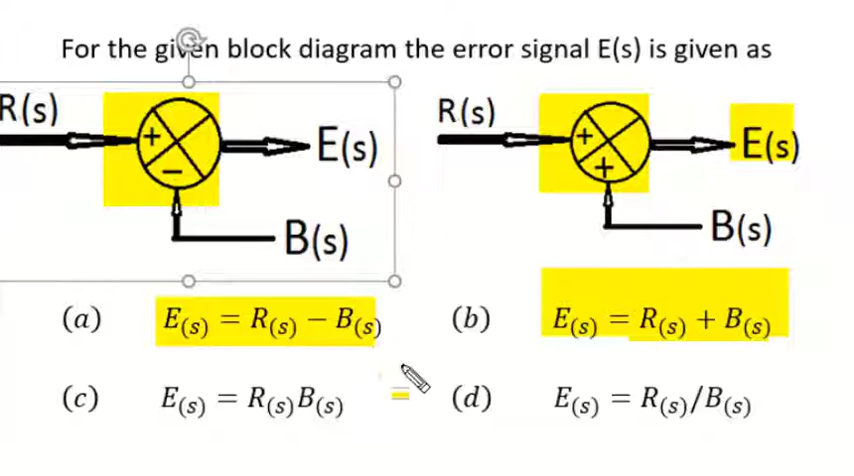 For the given block diagram the error signal E(s) is given as
R(s) R(s)
+ +
E(s) E(s)
− +
B(s) B(s)
(a) E(s) = R(s) − B(s) (b) E(s) = R(s) + B(s)
(c) E(s) = R(s)B(s) (d) E(s) = R(s)/B(s)